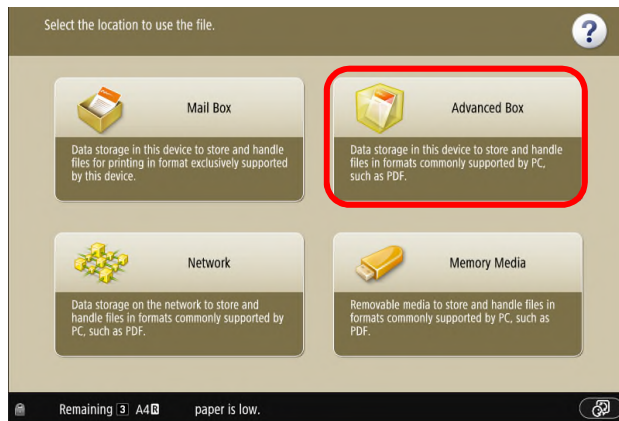 Select the location to use the file.
?
Mail Box
Data storage in this device to store and handle
files for printing in format exclusively supported
by this device.
Advanced Box
Data storage in this device to store and handle
files in formats commonly supported by PC,
such as PDF.
Network
Data storage on the network to store and
handle files in formats commonly supported by
PC, such as PDF.
Memory Media
Removable media to store and handle files in
formats commonly supported by PC, such as
PDF.
Remaining 3 A4R paper is low.